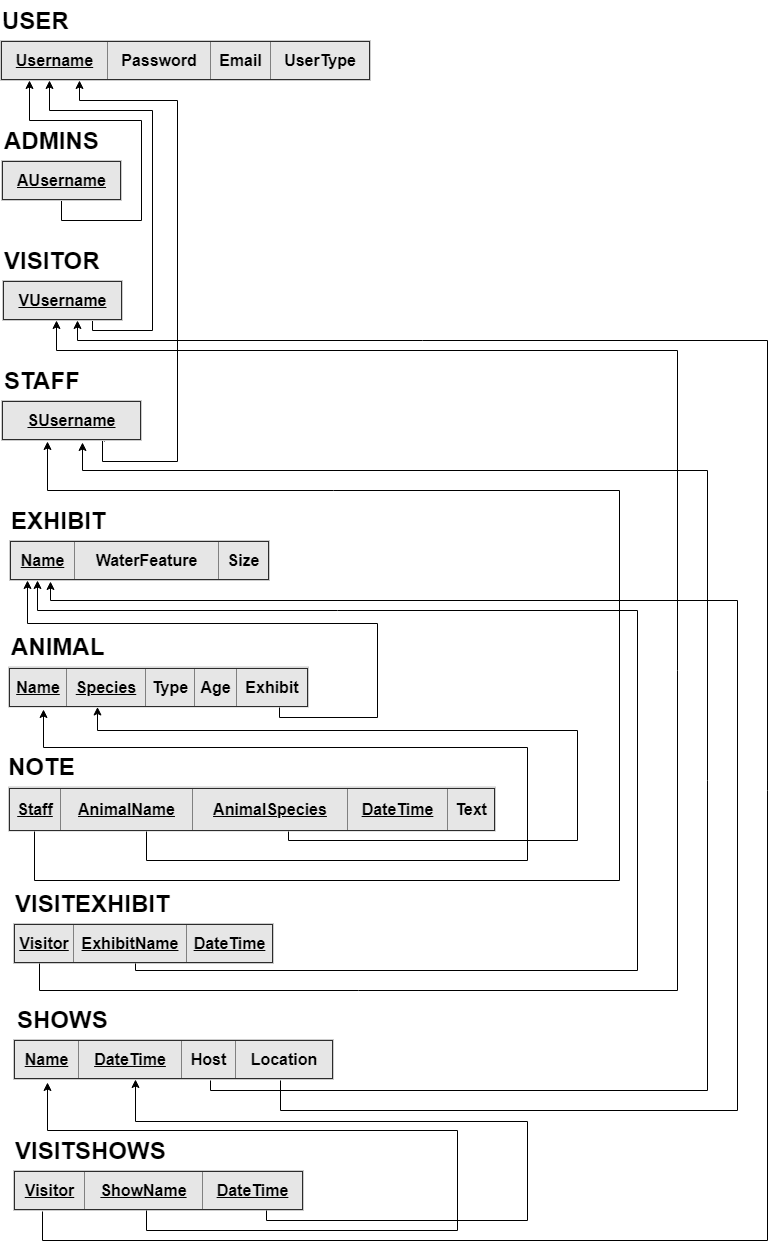 USER
Username Password Email UserType
ADMINS
AUsername
VISITOR
VUsername
STAFF
SUsername
EXHIBIT
Name WaterFeature Size
ANIMAL
Name Species Type Age Exhibit
NOTE
Staff AnimalName AnimalSpecies DateTime Text
VISITEXHIBIT
Visitor ExhibitName DateTime
SHOWS
Name DateTime Host Location
VISITSHOWS
Visitor ShowName DateTime